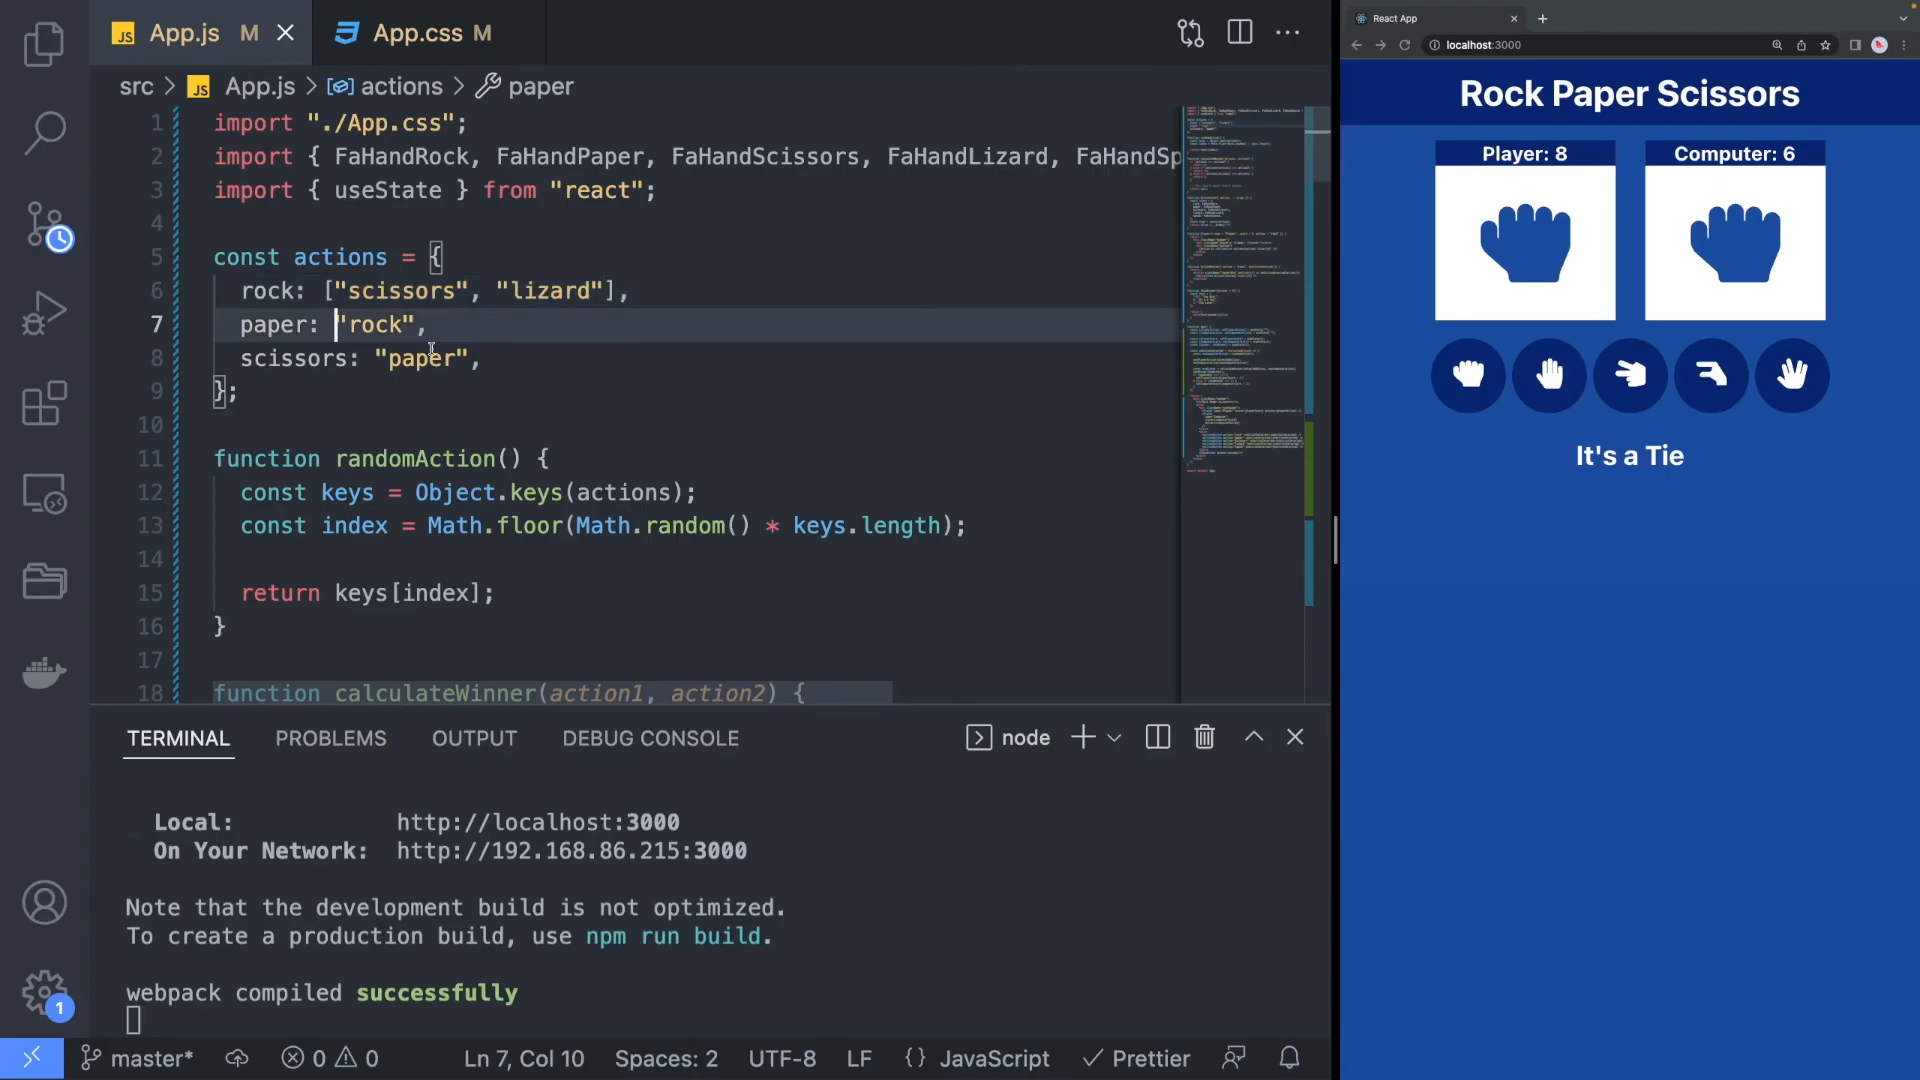 App.js M
App.css M
src > App.js > actions > paper
1 import "./App.css";
2 import { FaHandRock, FaHandPaper, FaHandScissors, FaHandLizard, FaHandSp
3 import { useState } from "react";
4
5 const actions = {
6 rock: ["scissors", "lizard"],
7 paper: "rock",
8 scissors: "paper",
9 };
10
11 function randomAction() {
12 const keys = Object.keys(actions);
13 const index = Math.floor(Math.random() * keys.length);
14
15 return keys[index];
16 }
17
18 function calculateWinner(action1, action2) {
TERMINAL PROBLEMS OUTPUT DEBUG CONSOLE node
Local: http://localhost:3000
On Your Network: http://192.168.86.215:3000
Note that the development build is not optimized.
To create a production build, use npm run build.
webpack compiled successfully
1
master* 0 0 Ln 7, Col 10 Spaces: 2 UTF-8 LF {} JavaScript Prettier
React App
localhost:3000
Rock Paper Scissors
Player: 8
Computer: 6
It's a Tie